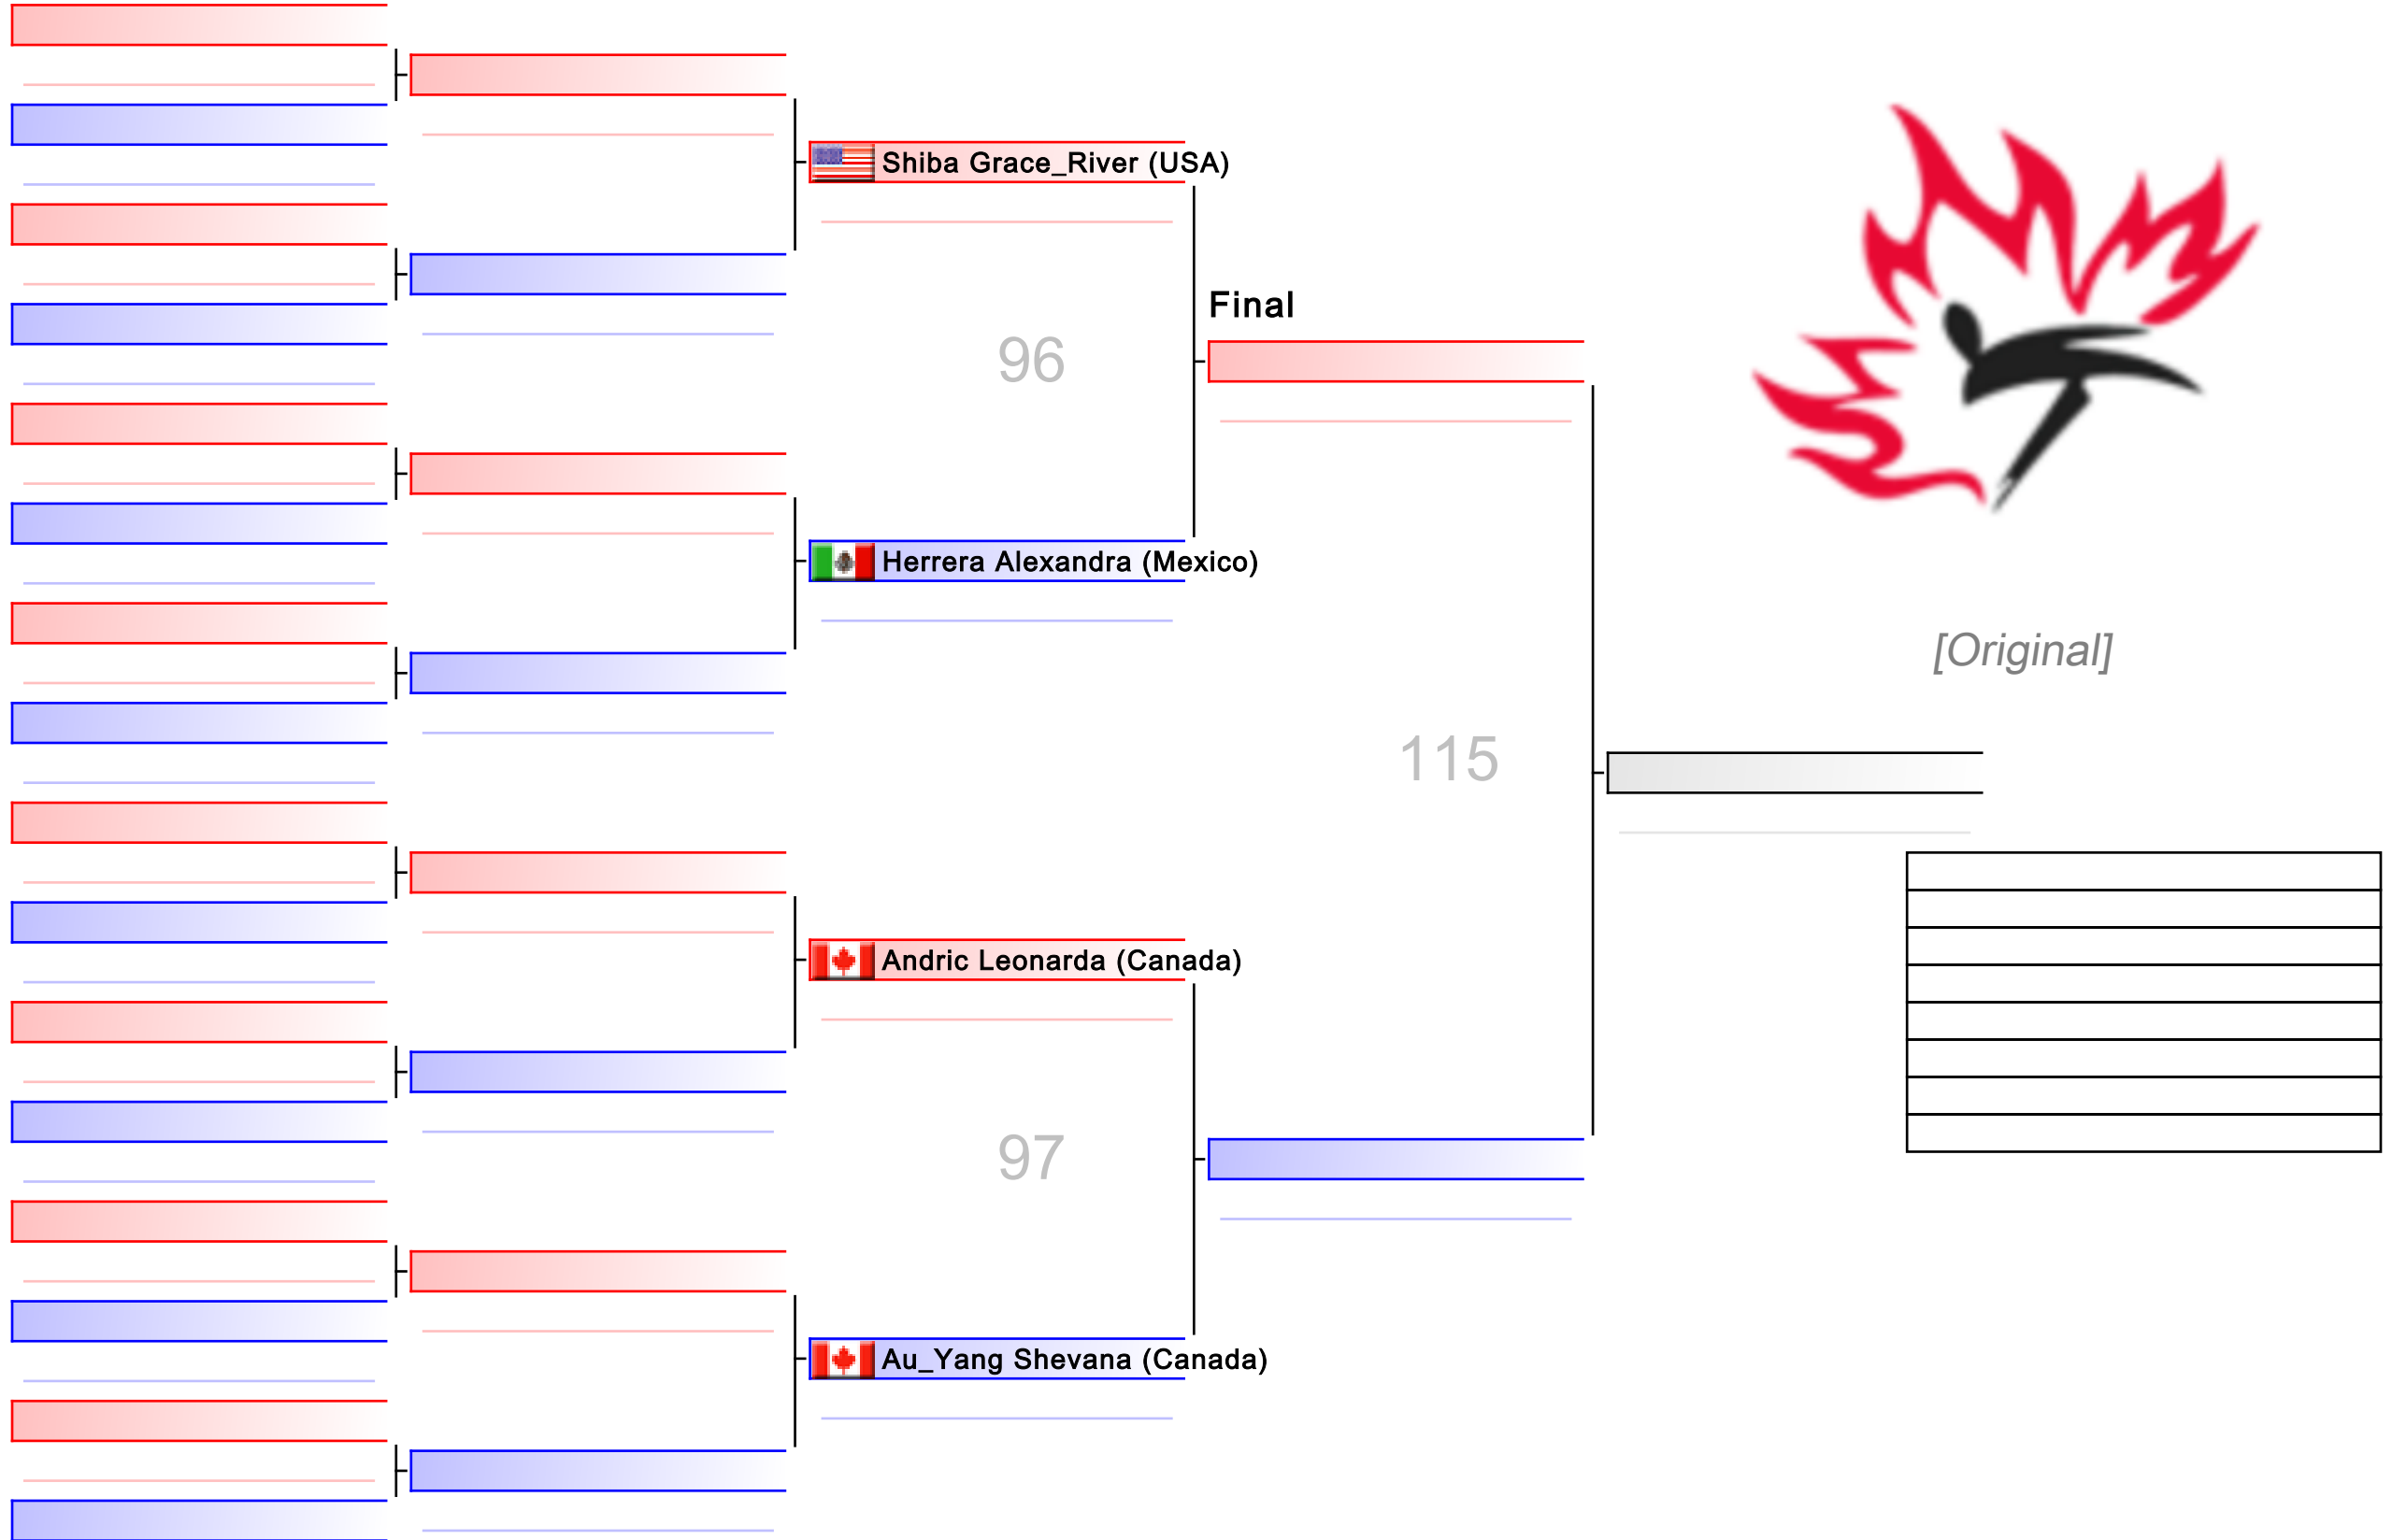 Shiba Grace_River (USA)
Final
96
Herrera Alexandra (Mexico)
[Original]
115
Andric Leonarda (Canada)
97
Au_Yang Shevana (Canada)